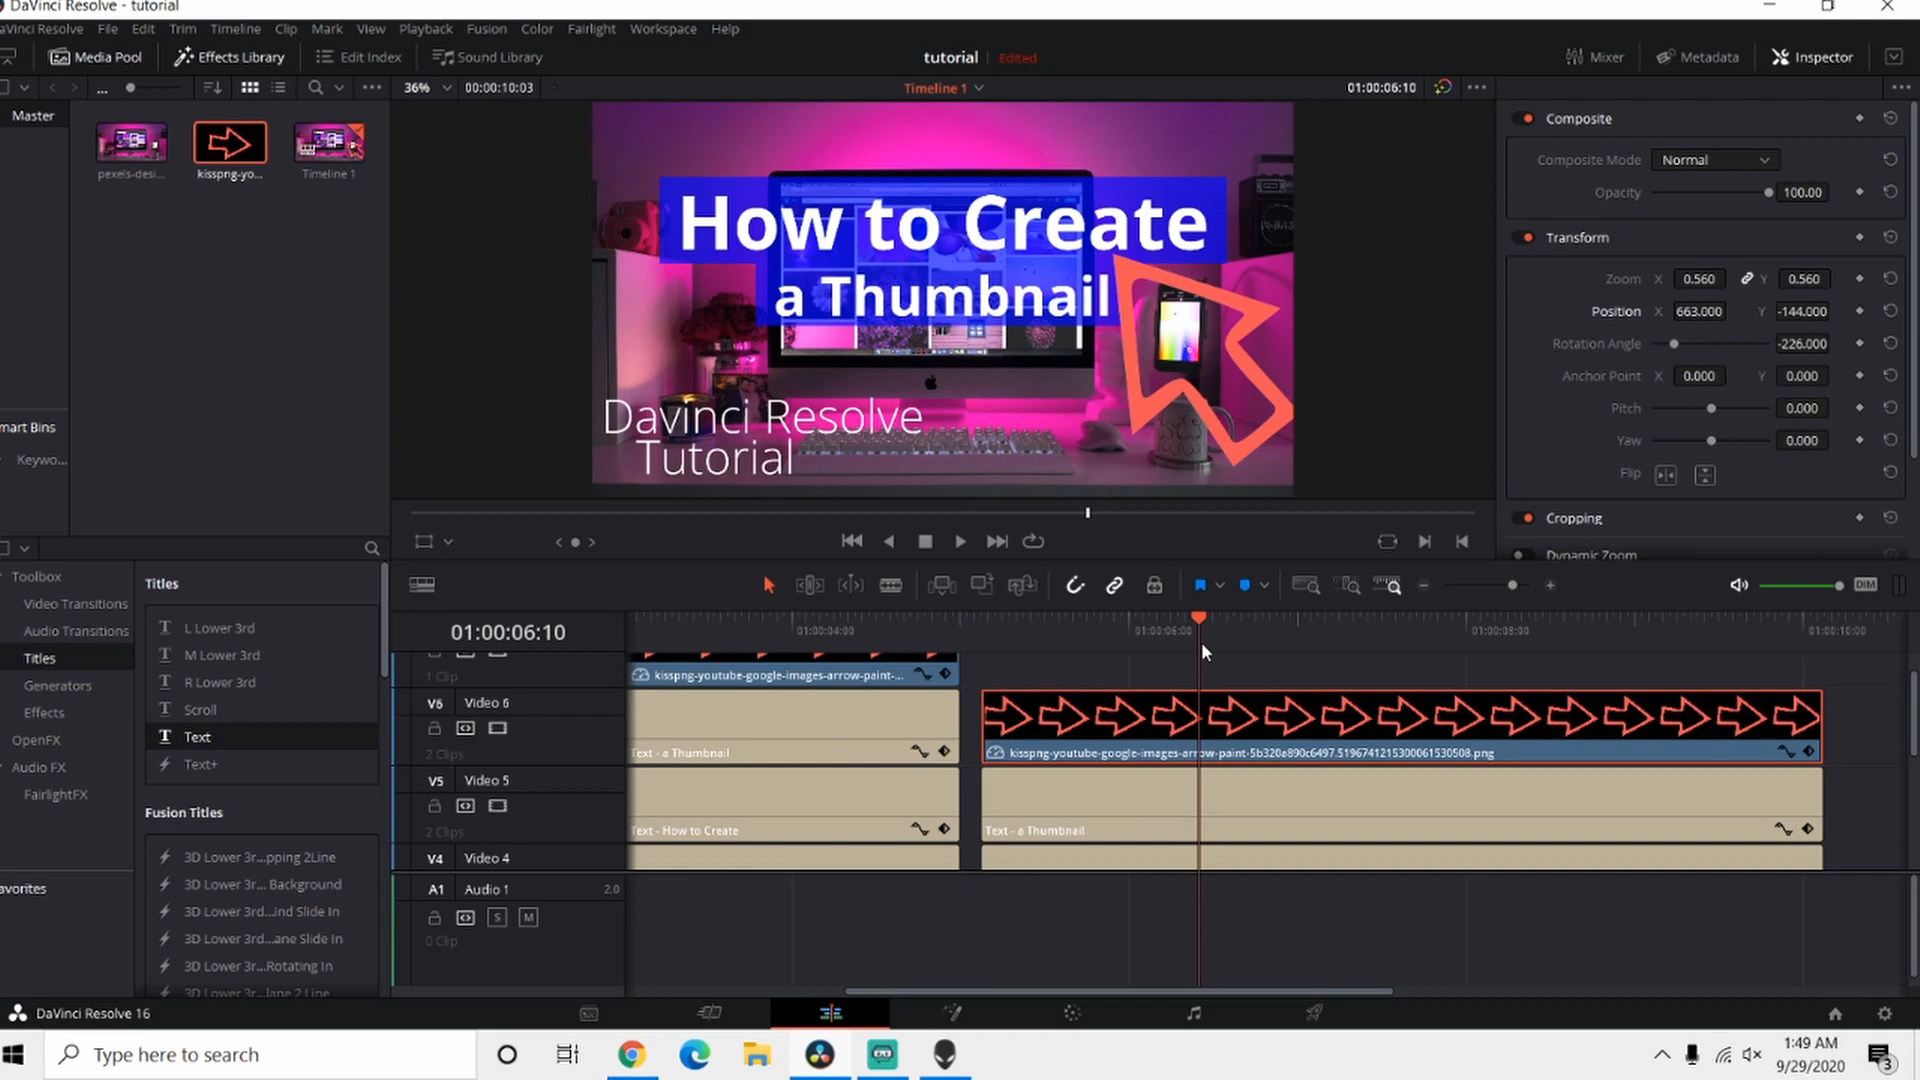 DaVinci Resolve - tutorial
aVinci Resolve File Edit Trim Timeline Clip Mark View Playback Fusion Color Fairlight Workspace Help
Media Pool Effects Library Edit Index Sound Library tutorial Edited Mixer Metadata Inspector
... 36% 00:00:10:03 Timeline 1 01:00:06:10
Master
pexels-desi... kisspng-yo... Timeline 1
mart Bins
Keywo...
How to Create
a Thumbnail
Davinci Resolve
Tutorial
Composite
Composite Mode Normal
Opacity 100.00
Transform
Zoom X 0.560 Y 0.560
Position X 663.000 Y -144.000
Rotation Angle -226.000
Anchor Point X 0.000 Y 0.000
Pitch 0.000
Yaw 0.000
Flip
Cropping
Dynamic Zoom
Toolbox
Video Transitions
Audio Transitions
Titles
Generators
Effects
OpenFX
Audio FX
FairlightFX
avorites
Titles
L Lower 3rd
M Lower 3rd
R Lower 3rd
Scroll
Text
Text+
Fusion Titles
3D Lower 3r...pping 2Line
3D Lower 3r... Background
3D Lower 3rd...ind Slide In
3D Lower 3rd...ane Slide In
3D Lower 3r...Rotating In
3D Lower 3r...lane 2 Line
DIM
01:00:06:10 01:00:04:00 01:00:06:00 01:00:08:00 01:00:10:00
1 Clip kisspng-youtube-google-images-arrow-paint-...
V6 Video 6
2 Clips Text - a Thumbnail kisspng-youtube-google-images-arrow-paint-5b320a890c6497.5196741215300061530508.png
V5 Video 5
2 Clips Text - How to Create Text - a Thumbnail
V4 Video 4
A1 Audio 1 2.0
S M
0 Clip
DaVinci Resolve 16
Type here to search
1:49 AM
9/29/2020
3